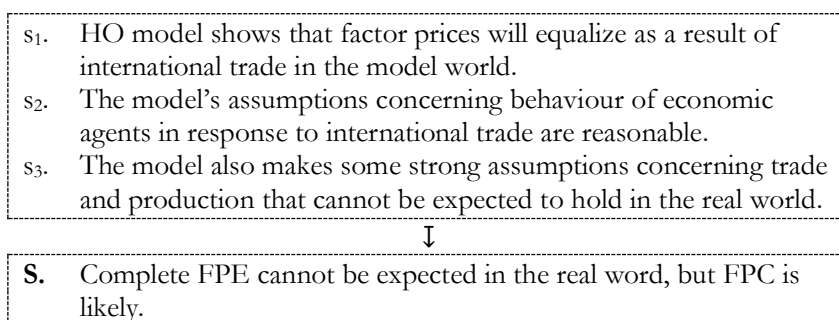 s₁. HO model shows that factor prices will equalize as a result of
international trade in the model world.
s₂. The model's assumptions concerning behaviour of economic
agents in response to international trade are reasonable.
s₃. The model also makes some strong assumptions concerning trade
and production that cannot be expected to hold in the real world.
↧
S. Complete FPE cannot be expected in the real word, but FPC is
likely.